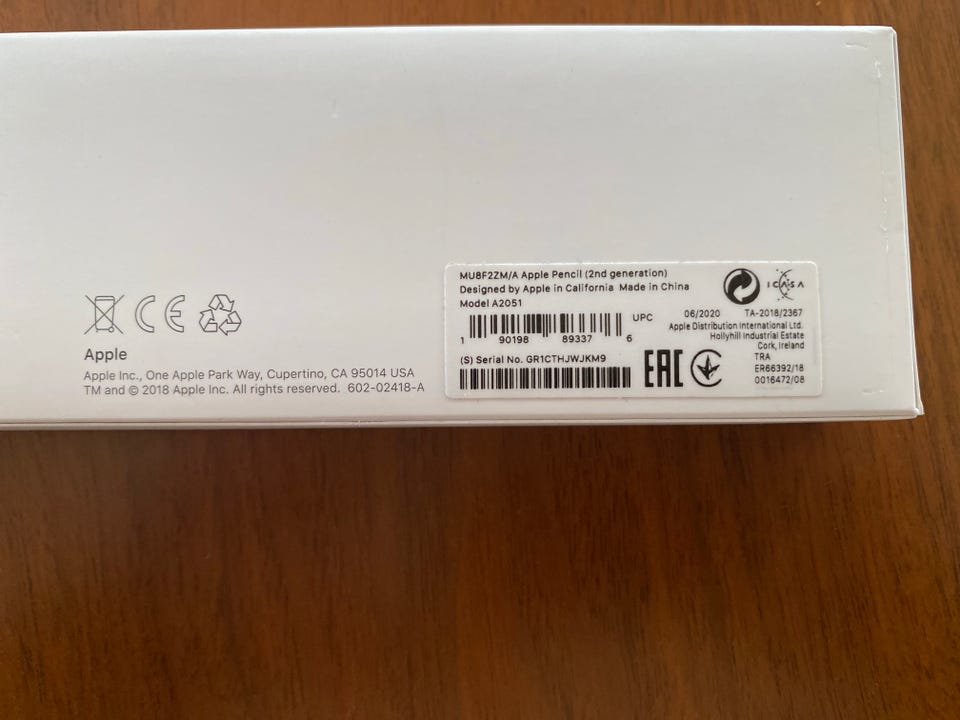 Apple
Apple Inc., One Apple Park Way, Cupertino, CA 95014 USA
TM and © 2018 Apple Inc. All rights reserved. 602-02418-A
MU8F2ZM/A Apple Pencil (2nd generation)
Designed by Apple in California Made in China
Model A2051
1 90198 89337 6
UPC
(S) Serial No. GR1CTHJWJKM9
EAC
ICASA
06/2020 TA-2018/2367
Apple Distribution International Ltd.
Hollyhill Industrial Estate
Cork, Ireland
TRA
ER66392/18
0016472/08